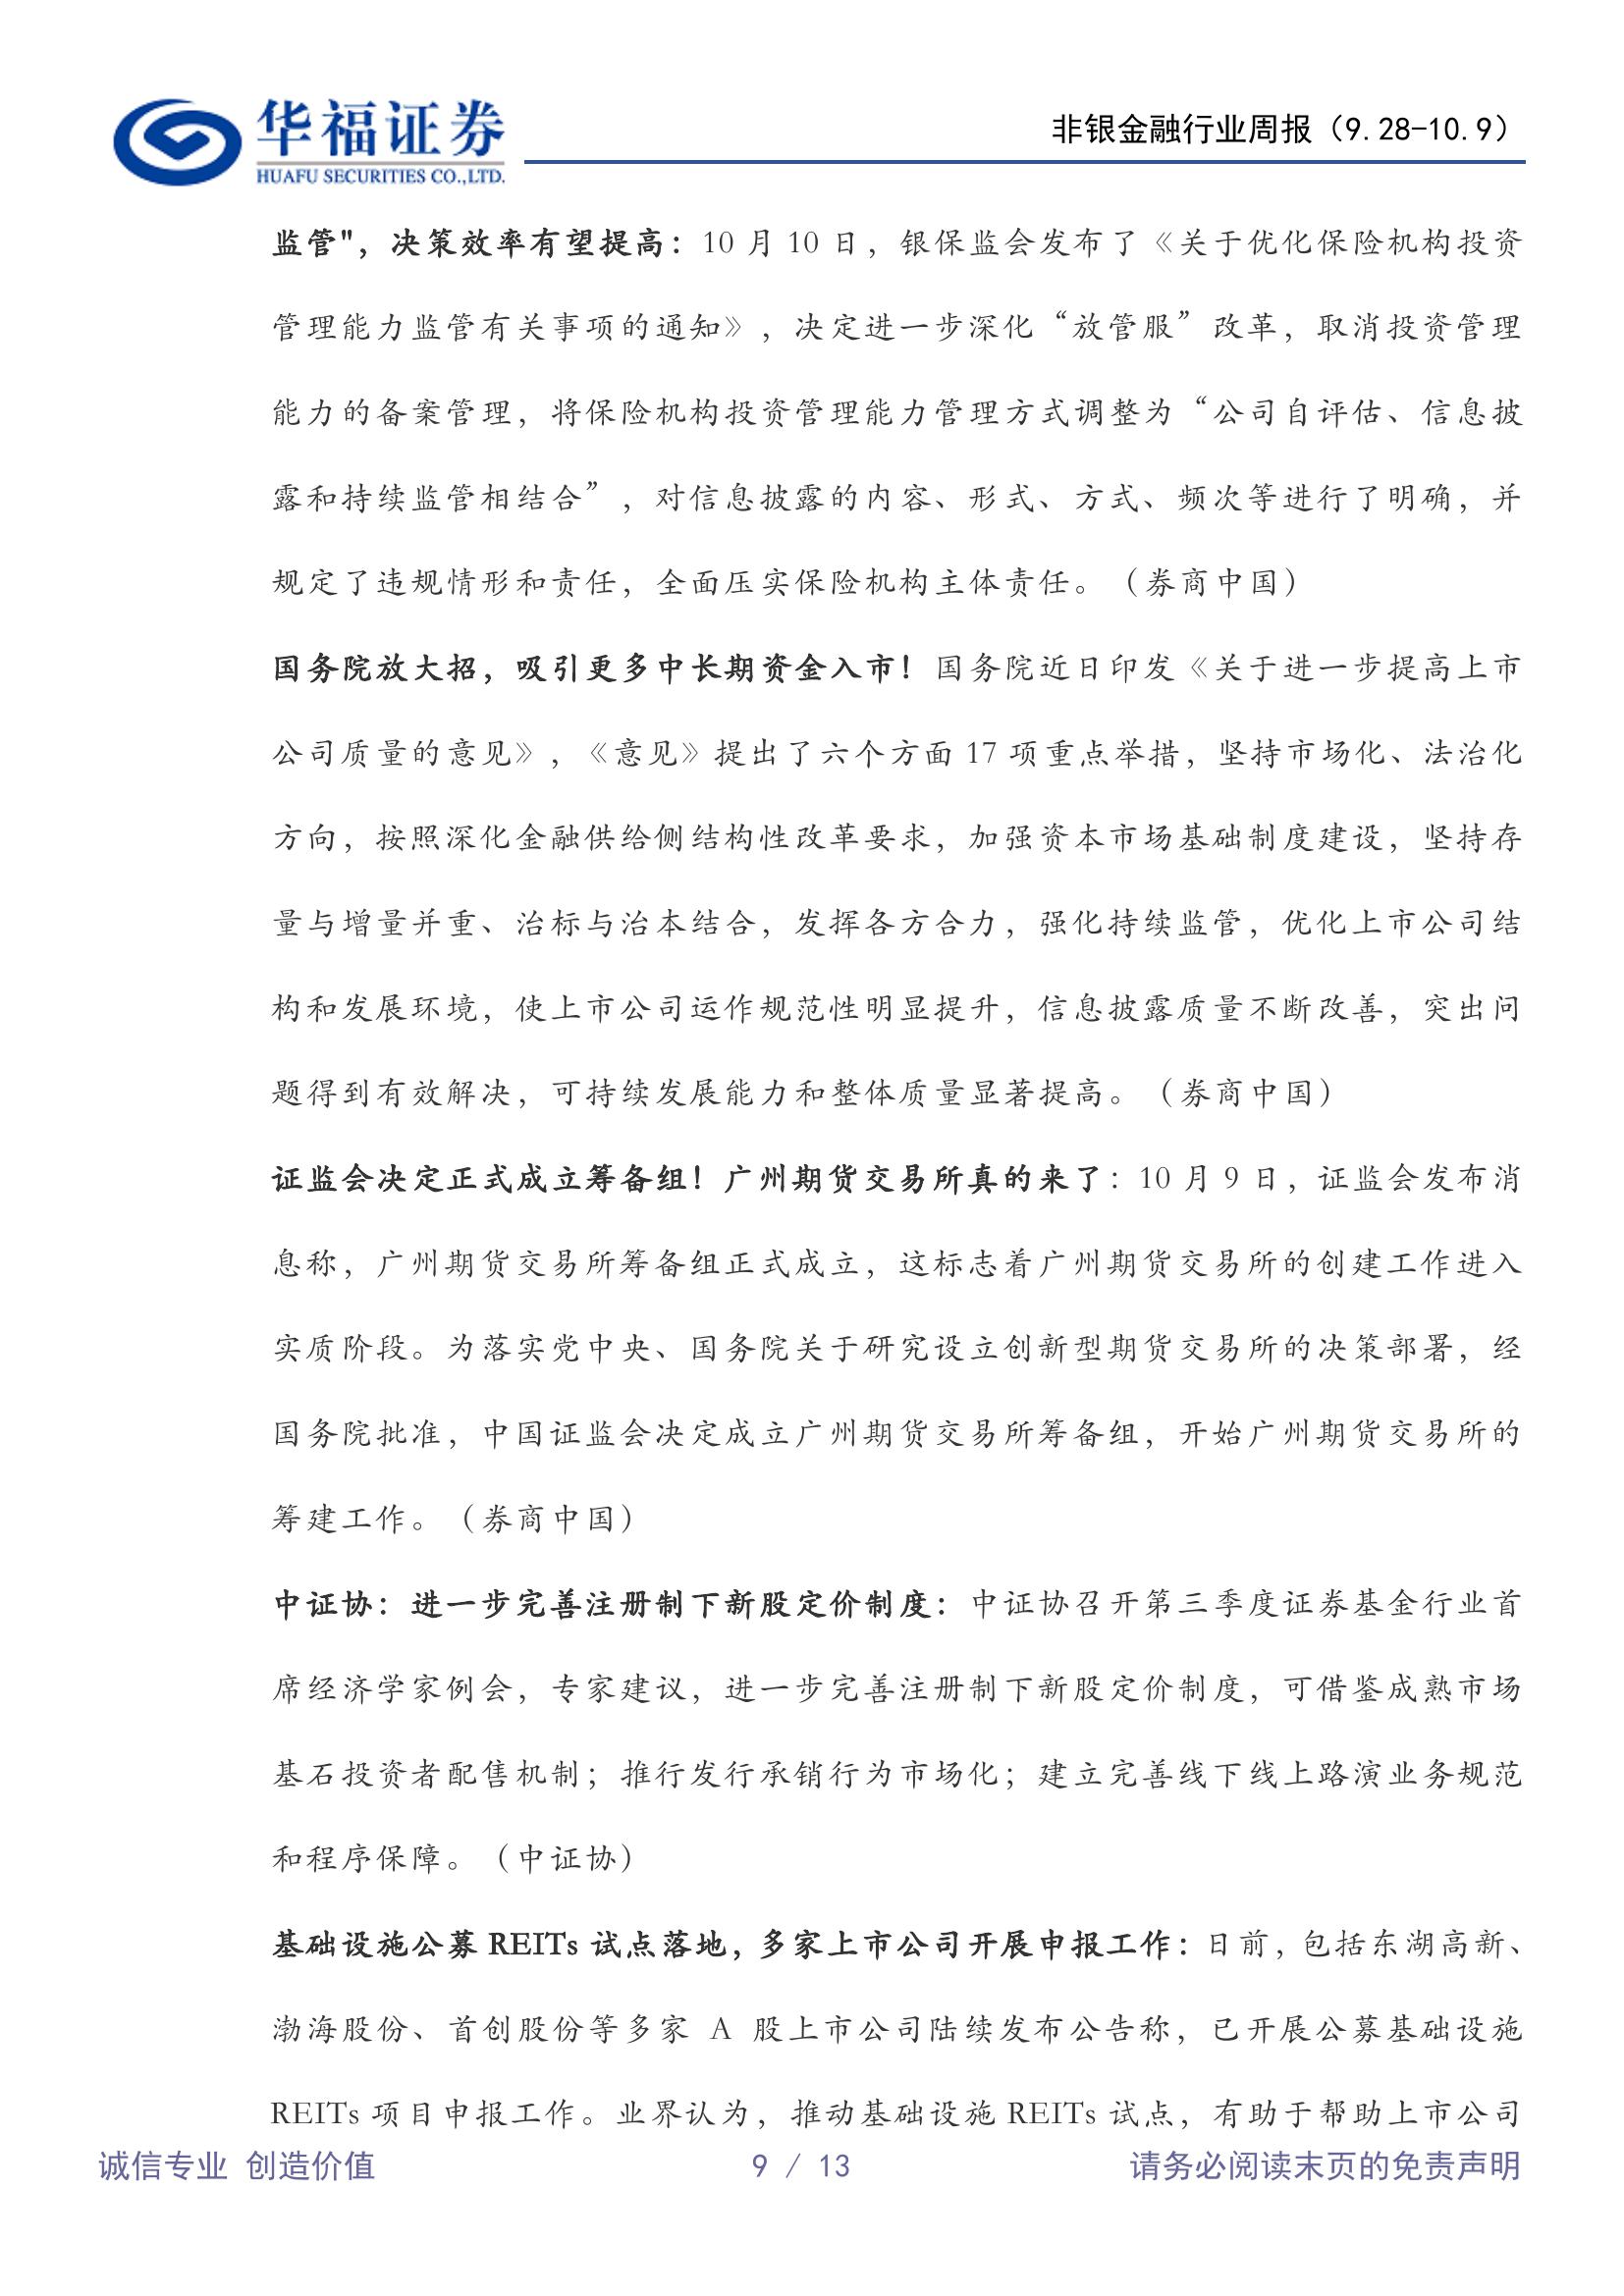 华福证券
HUAFU SECURITIES CO.,LTD.
非银金融行业周报（9.28-10.9）
监管"，决策效率有望提高：10 月 10 日，银保监会发布了《关于优化保险机构投资
管理能力监管有关事项的通知》，决定进一步深化“放管服”改革，取消投资管理
能力的备案管理，将保险机构投资管理能力管理方式调整为“公司自评估、信息披
露和持续监管相结合”，对信息披露的内容、形式、方式、频次等进行了明确，并
规定了违规情形和责任，全面压实保险机构主体责任。（券商中国）
国务院放大招，吸引更多中长期资金入市！国务院近日印发《关于进一步提高上市
公司质量的意见》，《意见》提出了六个方面 17 项重点举措，坚持市场化、法治化
方向，按照深化金融供给侧结构性改革要求，加强资本市场基础制度建设，坚持存
量与增量并重、治标与治本结合，发挥各方合力，强化持续监管，优化上市公司结
构和发展环境，使上市公司运作规范性明显提升，信息披露质量不断改善，突出问
题得到有效解决，可持续发展能力和整体质量显著提高。（券商中国）
证监会决定正式成立筹备组！广州期货交易所真的来了：10 月 9 日，证监会发布消
息称，广州期货交易所筹备组正式成立，这标志着广州期货交易所的创建工作进入
实质阶段。为落实党中央、国务院关于研究设立创新型期货交易所的决策部署，经
国务院批准，中国证监会决定成立广州期货交易所筹备组，开始广州期货交易所的
筹建工作。（券商中国）
中证协：进一步完善注册制下新股定价制度：中证协召开第三季度证券基金行业首
席经济学家例会，专家建议，进一步完善注册制下新股定价制度，可借鉴成熟市场
基石投资者配售机制；推行发行承销行为市场化；建立完善线下线上路演业务规范
和程序保障。（中证协）
基础设施公募 REITs 试点落地，多家上市公司开展申报工作：日前，包括东湖高新、
渤海股份、首创股份等多家 A 股上市公司陆续发布公告称，已开展公募基础设施
REITs 项目申报工作。业界认为，推动基础设施 REITs 试点，有助于帮助上市公司
诚信专业 创造价值
9 / 13
请务必阅读末页的免责声明